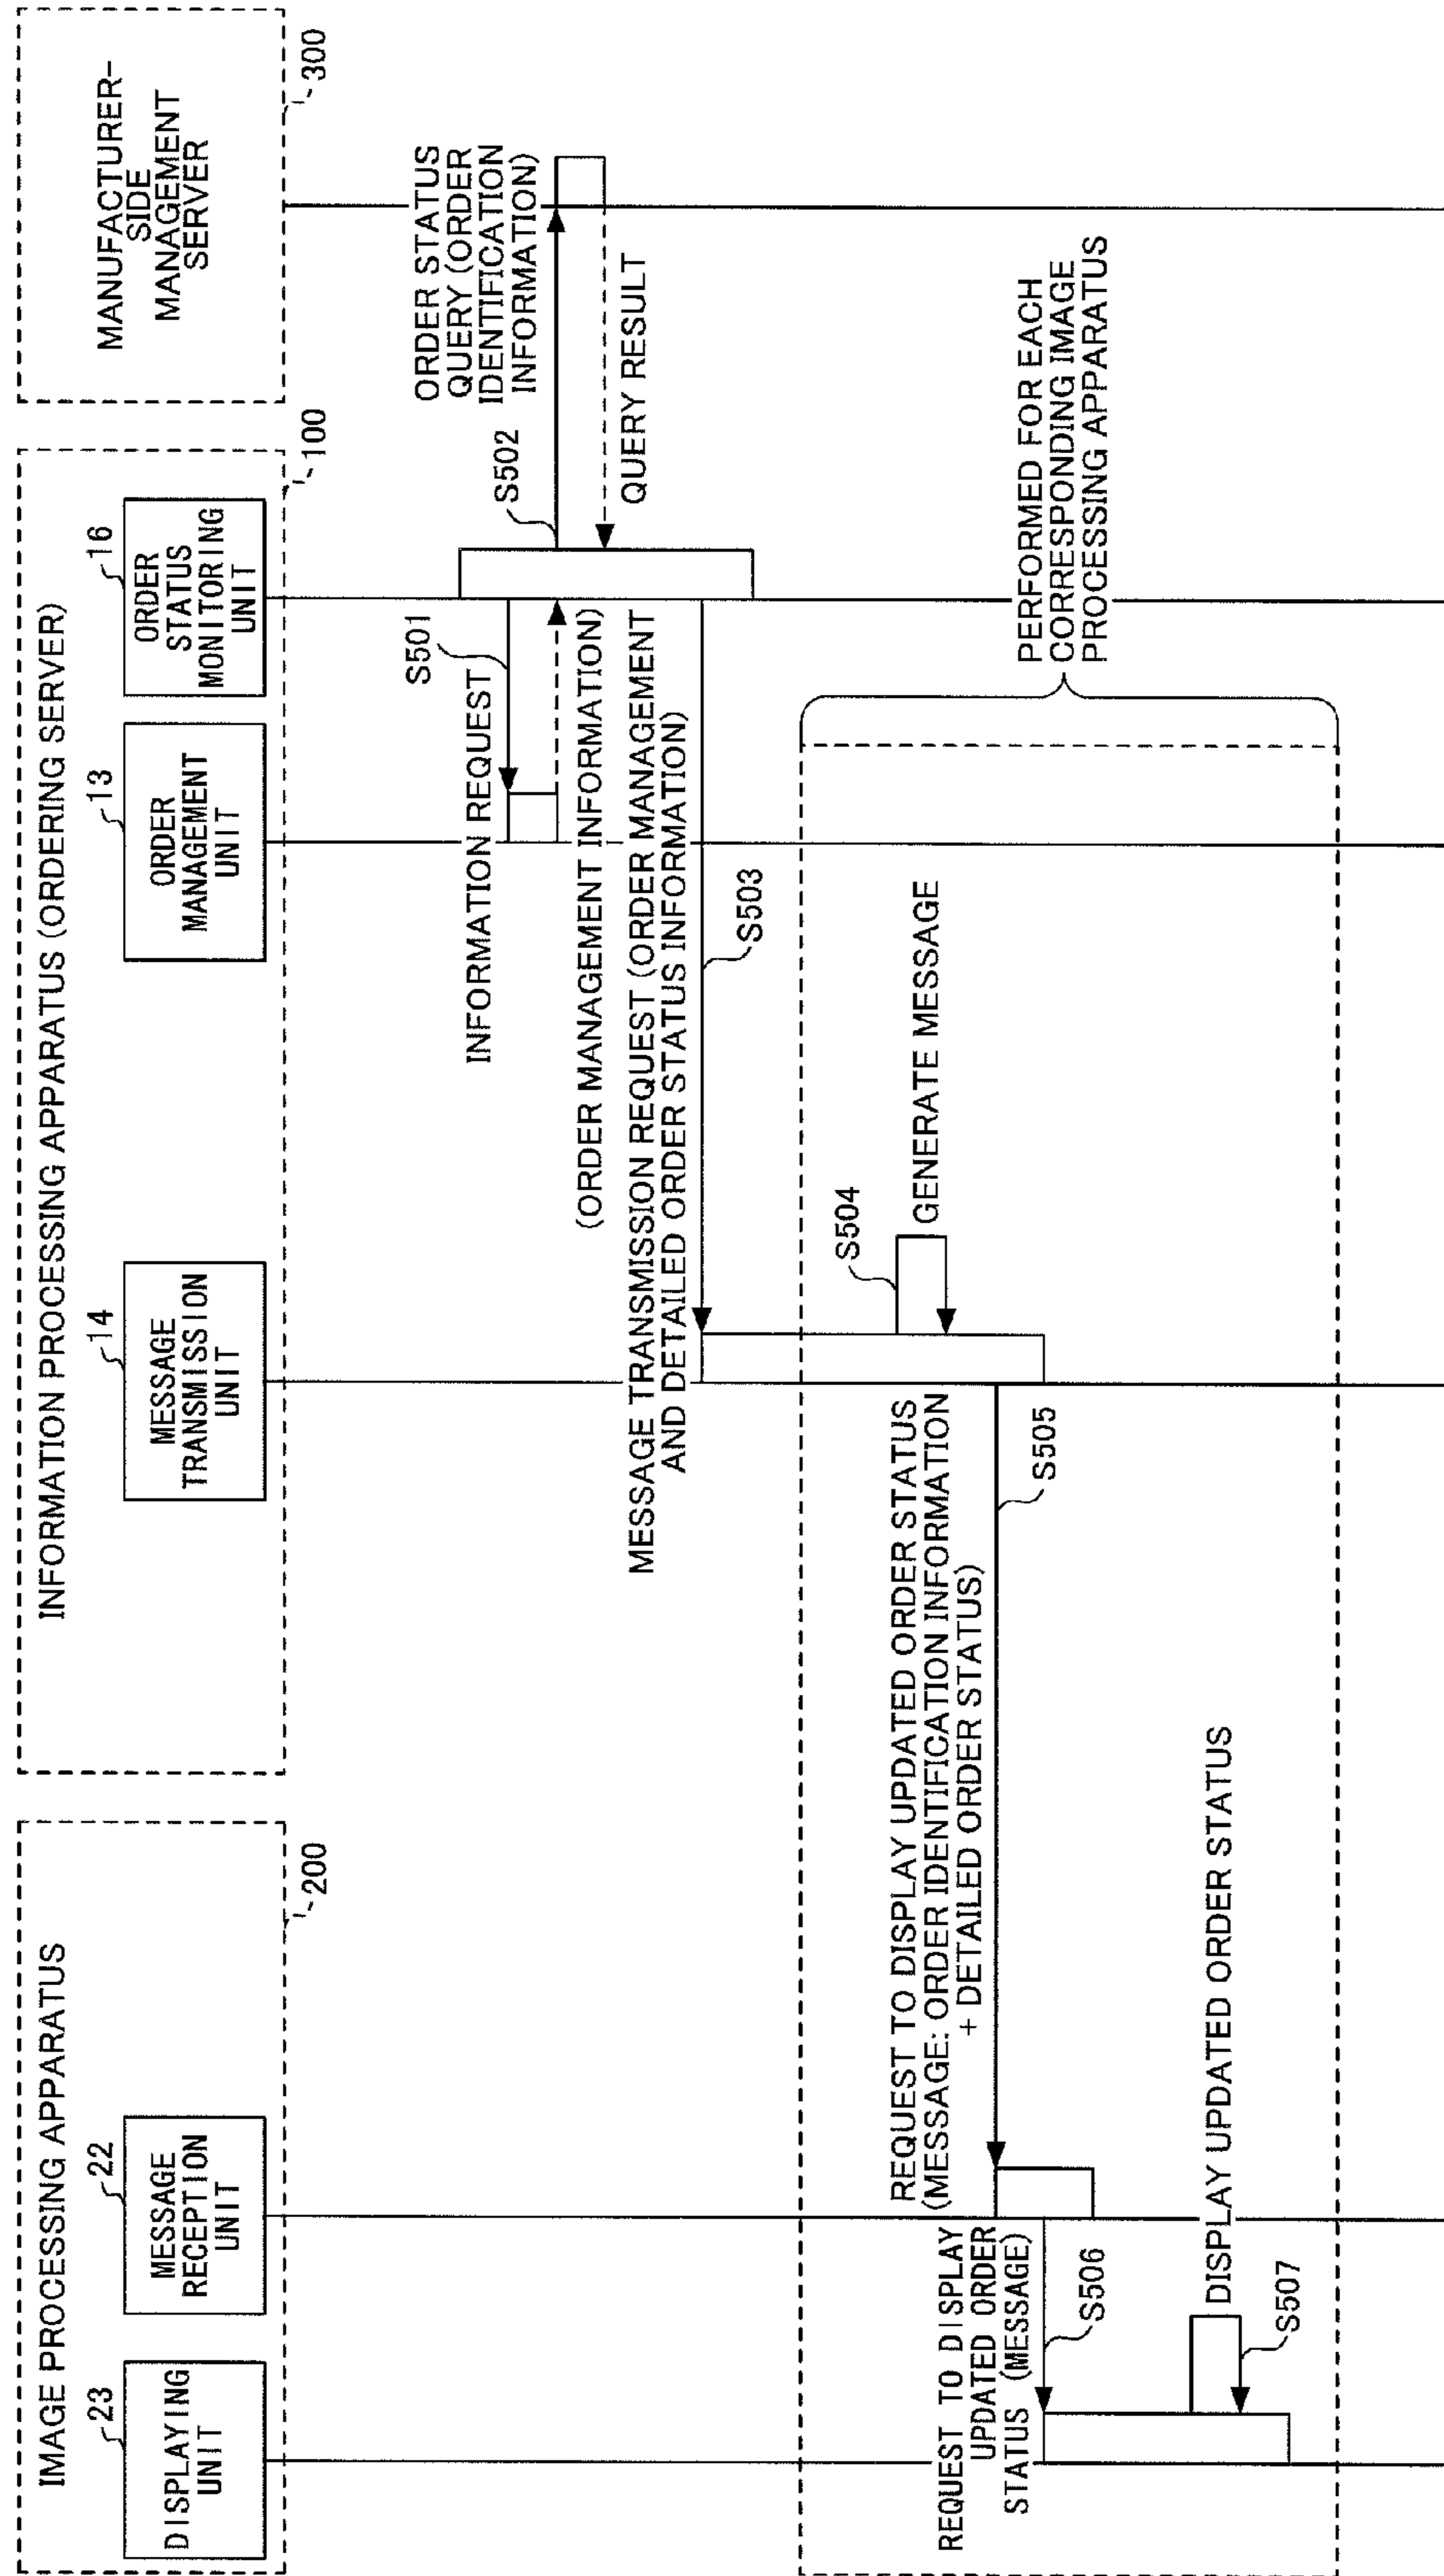 IMAGE PROCESSING APPARATUS
200
23
DISPLAYING
UNIT
22
MESSAGE
RECEPTION
UNIT
INFORMATION PROCESSING APPARATUS (ORDERING SERVER)
100
14
MESSAGE
TRANSMISSION
UNIT
13
ORDER
MANAGEMENT
UNIT
16
ORDER
STATUS
MONITORING
UNIT
MANUFACTURER-
SIDE
MANAGEMENT
SERVER
300
S501
INFORMATION REQUEST
(ORDER MANAGEMENT INFORMATION)
S502
ORDER STATUS
QUERY (ORDER
IDENTIFICATION
INFORMATION)
QUERY RESULT
MESSAGE TRANSMISSION REQUEST (ORDER MANAGEMENT
AND DETAILED ORDER STATUS INFORMATION)
S503
S504
GENERATE MESSAGE
REQUEST TO DISPLAY UPDATED ORDER STATUS
(MESSAGE: ORDER IDENTIFICATION INFORMATION
+ DETAILED ORDER STATUS)
S505
REQUEST TO DISPLAY
UPDATED ORDER
STATUS (MESSAGE)
S506
DISPLAY UPDATED ORDER STATUS
S507
PERFORMED FOR EACH
CORRESPONDING IMAGE
PROCESSING APPARATUS